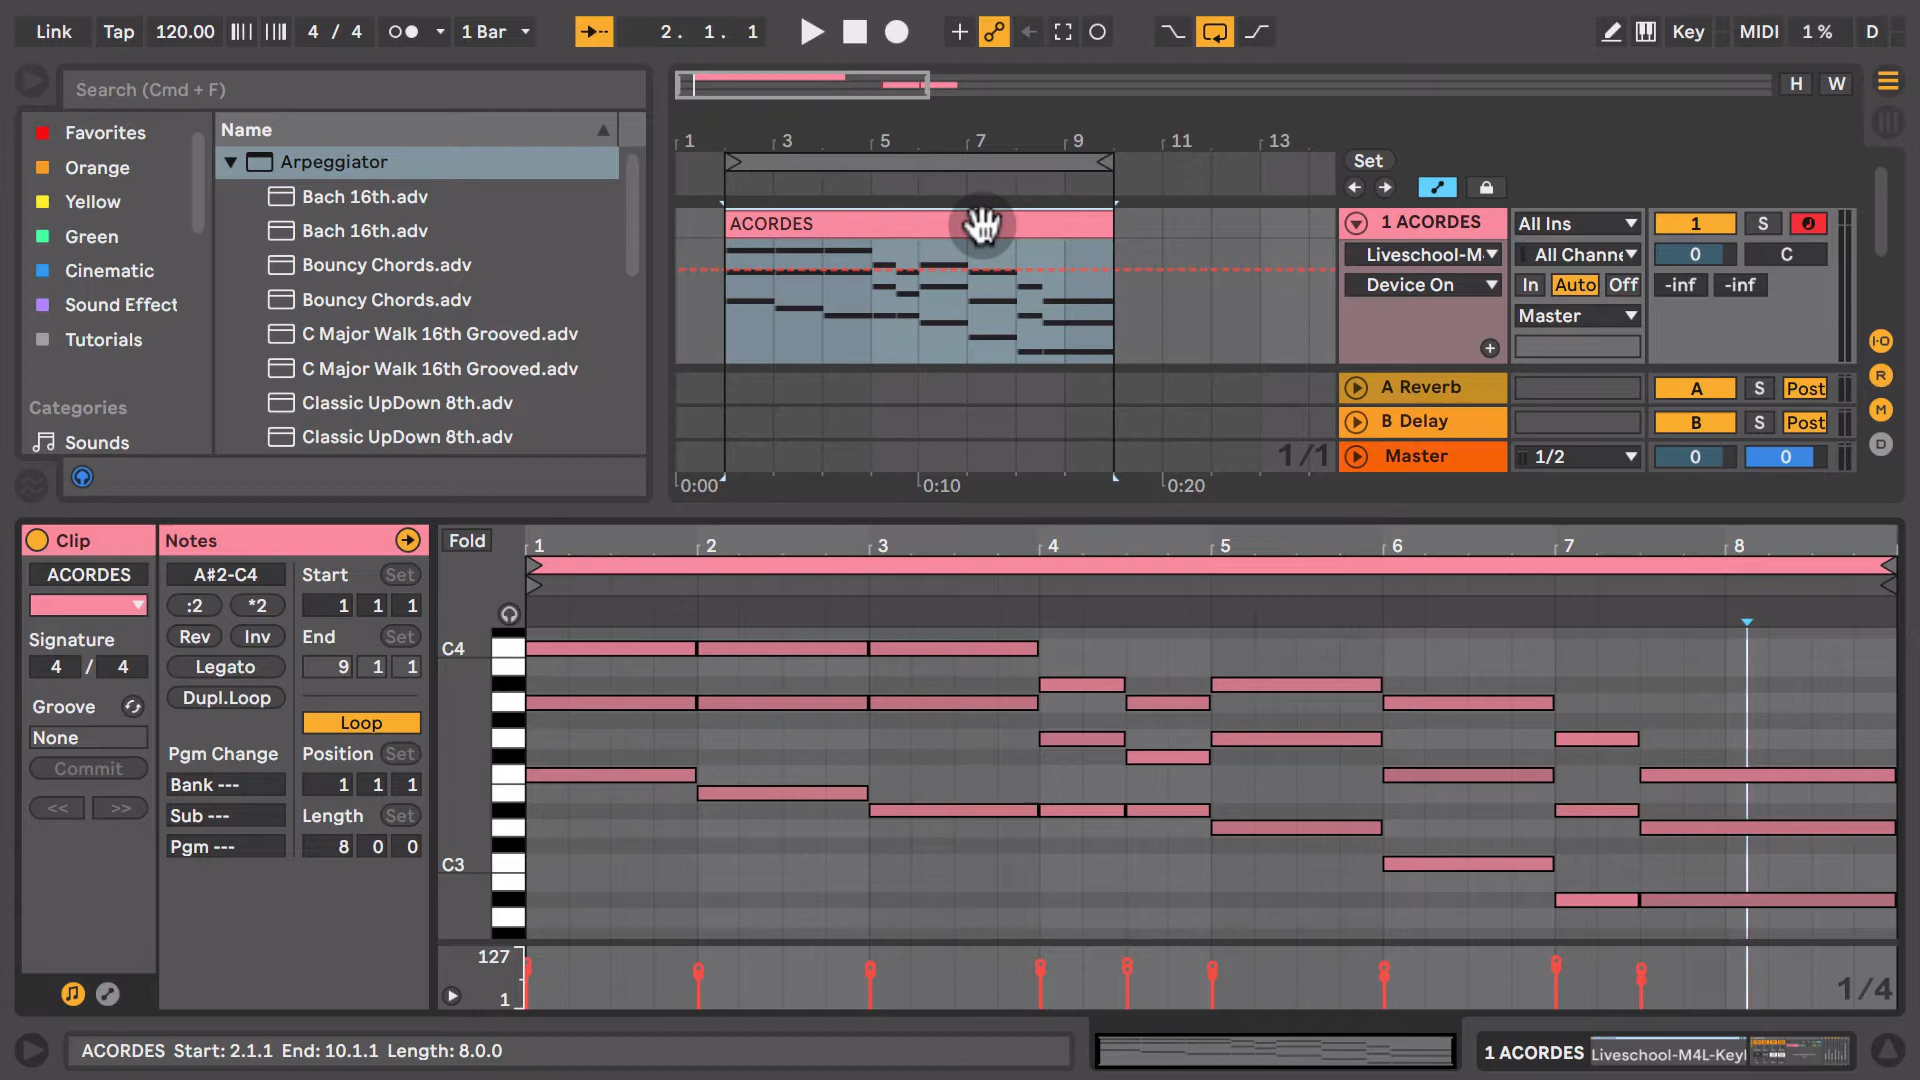 Link Tap 120.00 4 / 4 1 Bar 2. 1. 1 Key MIDI 1 % D
Search (Cmd + F)
H W
Favorites
Orange
Yellow
Green
Cinematic
Sound Effect
Tutorials
Categories
Sounds
Name
Arpeggiator
Bach 16th.adv
Bach 16th.adv
Bouncy Chords.adv
Bouncy Chords.adv
C Major Walk 16th Grooved.adv
C Major Walk 16th Grooved.adv
Classic UpDown 8th.adv
Classic UpDown 8th.adv
1 3 5 7 9 11 13
Set
ACORDES
1/1
0:00 0:10 0:20
1 ACORDES All Ins 1 S
Liveschool-M All Channe 0 C
Device On In Auto Off -inf -inf
Master
A Reverb A S Post
B Delay B S Post
Master 1/2 0 0
I·O
R
M
D
Clip
ACORDES
Signature
4 / 4
Groove
None
Commit
<< >>
Notes
A#2-C4 Start Set
:2 *2 1 1 1
Rev Inv End Set
Legato 9 1 1
Dupl.Loop
Loop
Pgm Change Position Set
Bank --- 1 1 1
Sub --- Length Set
Pgm --- 8 0 0
Fold 1 2 3 4 5 6 7 8
C4
C3
127
1
1/4
ACORDES Start: 2.1.1 End: 10.1.1 Length: 8.0.0
1 ACORDES Liveschool-M4L-Keyl